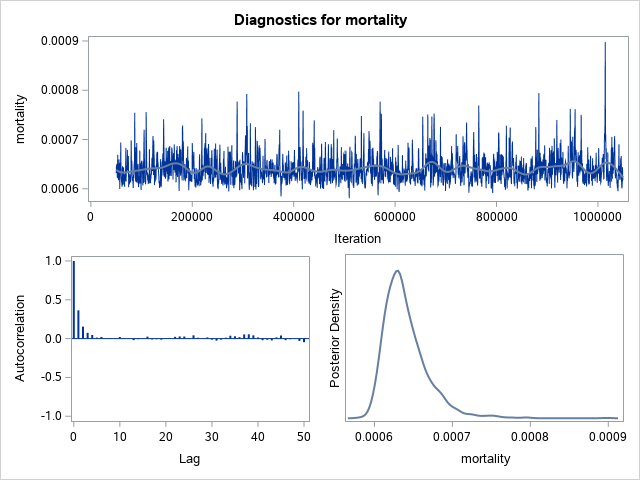 Diagnostics for mortality
mortality
0.0009
0.0008
0.0007
0.0006
0 200000 400000 600000 800000 1000000
Iteration
Autocorrelation
1.0
0.5
0.0
-0.5
-1.0
0 10 20 30 40 50
Lag
Posterior Density
0.0006 0.0007 0.0008 0.0009
mortality